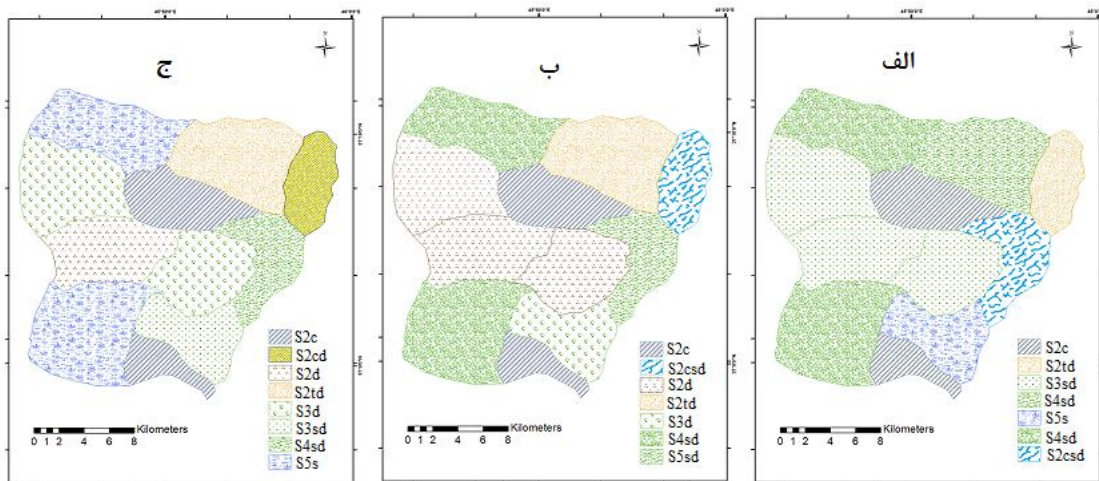 ج
S2c
S2cd
S2d
S2td
S3d
S3sd
S4sd
S5s
Kilometers
0 1 2 4 6 8
ب
S2c
S2csd
S2d
S2td
S3d
S4sd
S5sd
Kilometers
0 1 2 4 6 8
الف
S2c
S2td
S3sd
S4sd
S5s
S4sd
S2csd
Kilometers
0 1 2 4 6 8